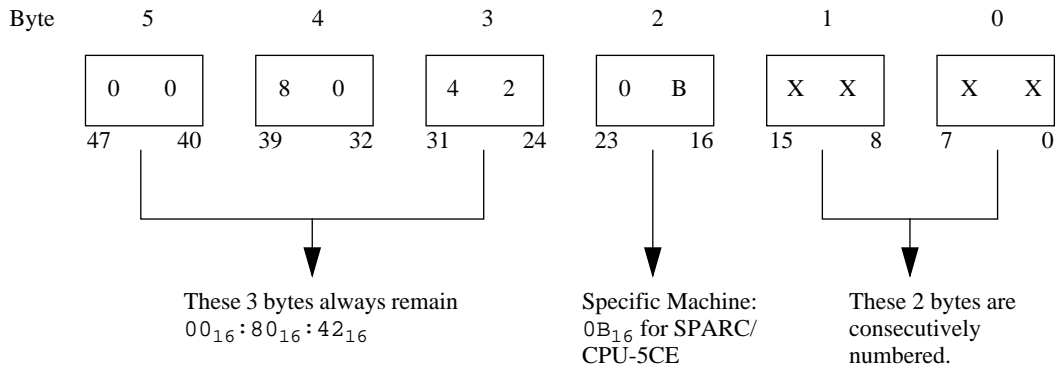 Byte 5 4 3 2 1 0
0 0 8 0 4 2 0 B X X X X
47 40 39 32 31 24 23 16 15 8 7 0
These 3 bytes always remain
00₁₆:80₁₆:42₁₆
Specific Machine:
0B₁₆ for SPARC/
CPU-5CE
These 2 bytes are
consecutively
numbered.